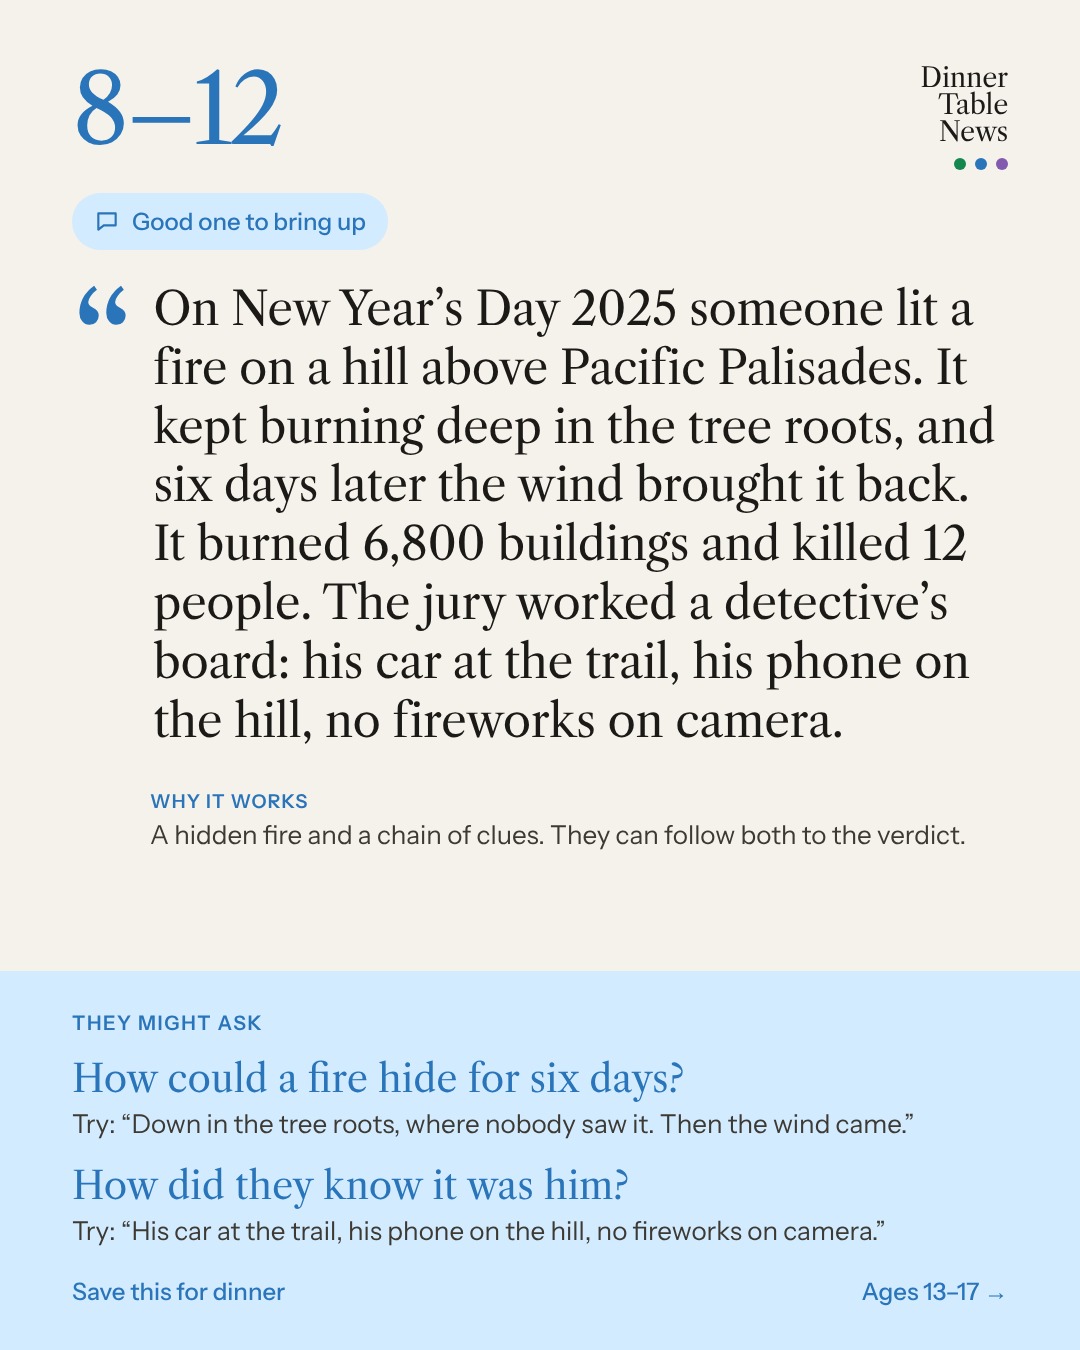 8–12
Dinner
Table
News
Good one to bring up
“ On New Year’s Day 2025 someone lit a
fire on a hill above Pacific Palisades. It
kept burning deep in the tree roots, and
six days later the wind brought it back.
It burned 6,800 buildings and killed 12
people. The jury worked a detective’s
board: his car at the trail, his phone on
the hill, no fireworks on camera.
WHY IT WORKS
A hidden fire and a chain of clues. They can follow both to the verdict.
THEY MIGHT ASK
How could a fire hide for six days?
Try: “Down in the tree roots, where nobody saw it. Then the wind came.”
How did they know it was him?
Try: “His car at the trail, his phone on the hill, no fireworks on camera.”
Save this for dinner
Ages 13–17 →